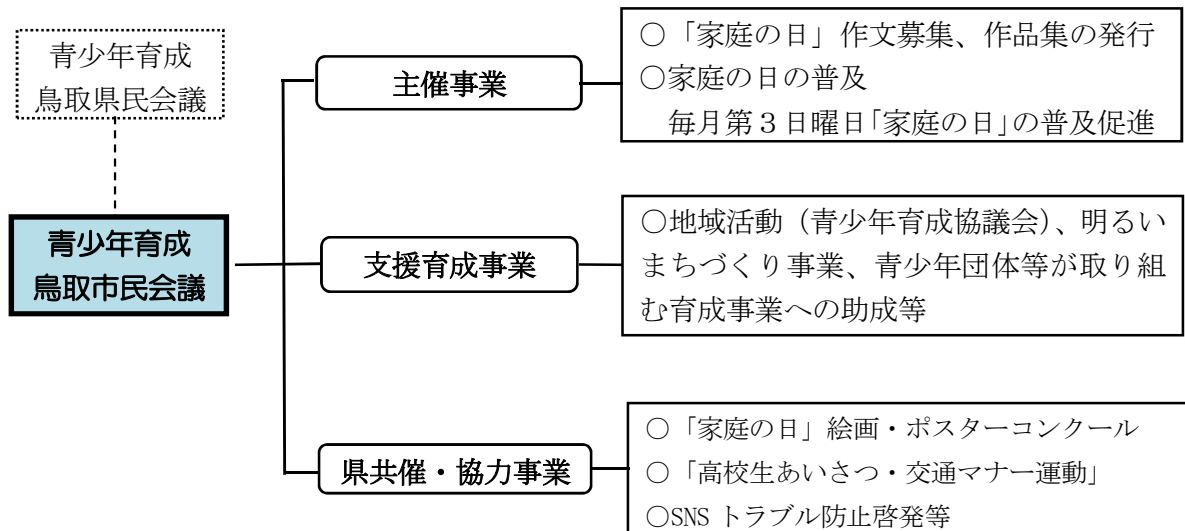 青少年育成
鳥取県民会議
青少年育成
鳥取市民会議
主催事業
○「家庭の日」作文募集、作品集の発行
○家庭の日の普及
毎月第３日曜日「家庭の日」の普及促進
支援育成事業
○地域活動（青少年育成協議会）、明るい
まちづくり事業、青少年団体等が取り組
む育成事業への助成等
県共催・協力事業
○「家庭の日」絵画・ポスターコンクール
○「高校生あいさつ・交通マナー運動」
○SNS トラブル防止啓発等